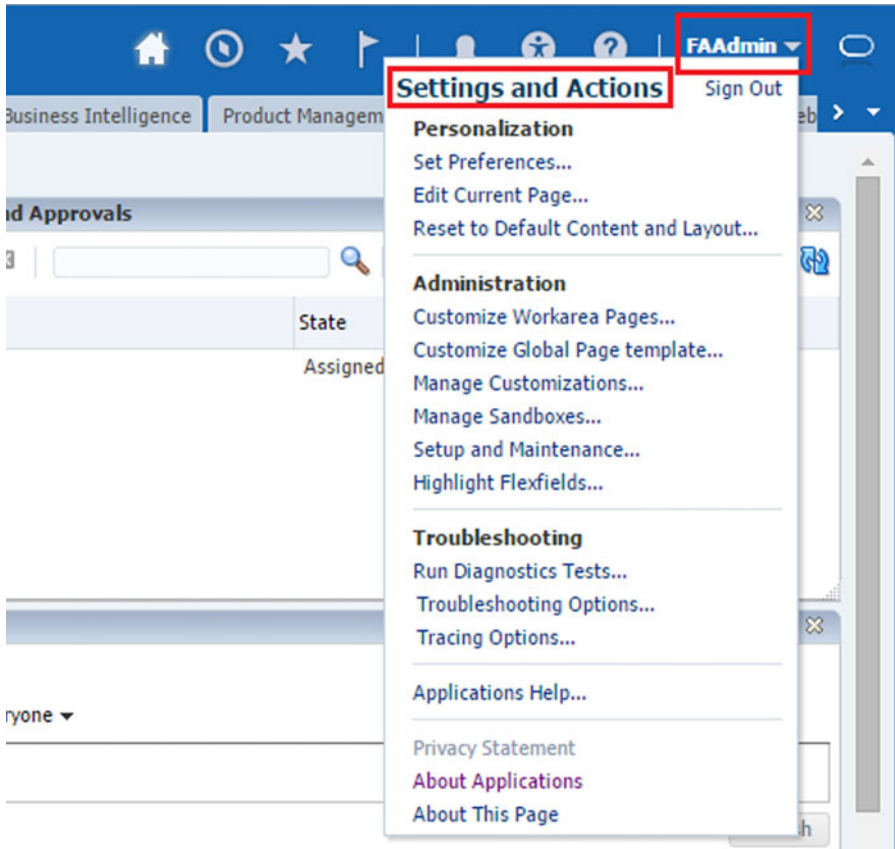 FAAdmin
Settings and Actions
Sign Out
Business Intelligence
Product Managem
eb
Personalization
Set Preferences...
Edit Current Page...
Reset to Default Content and Layout...
nd Approvals
Administration
State
Customize Workarea Pages...
Customize Global Page template...
Assigned
Manage Customizations...
Manage Sandboxes...
Setup and Maintenance...
Highlight Flexfields...
Troubleshooting
Run Diagnostics Tests...
Troubleshooting Options...
Tracing Options...
Applications Help...
ryone
Privacy Statement
About Applications
About This Page
h